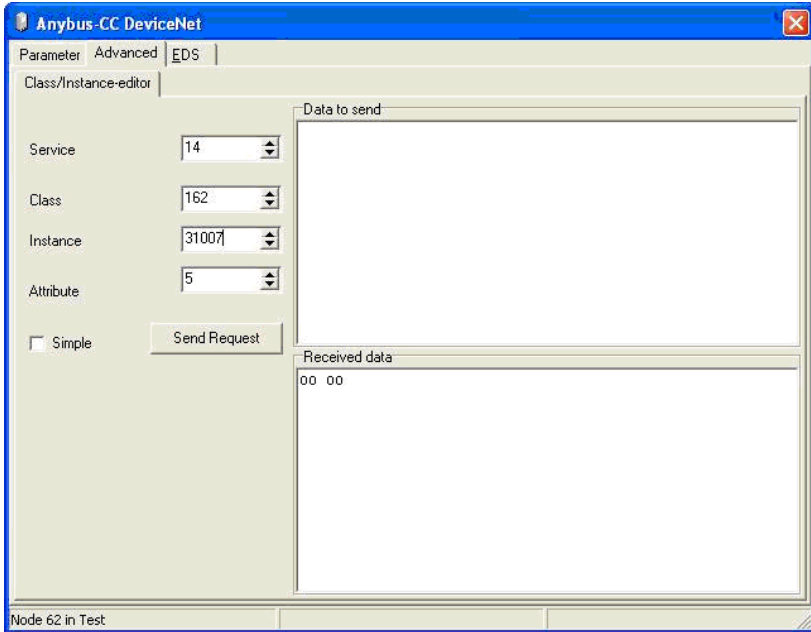 Anybus-CC DeviceNet
Parameter Advanced EDS
Class/Instance-editor
Data to send
Service 14
Class 162
Instance 31007
Attribute 5
Simple Send Request
Received data
00 00
Node 62 in Test